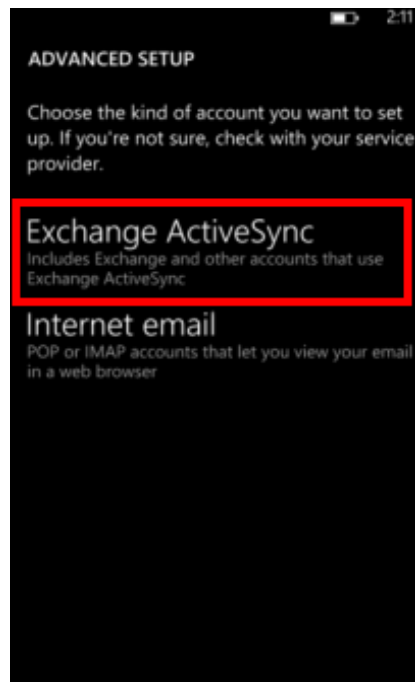 2:11
ADVANCED SETUP
Choose the kind of account you want to set
up. If you're not sure, check with your service
provider.
Exchange ActiveSync
Includes Exchange and other accounts that use
Exchange ActiveSync
Internet email
POP or IMAP accounts that let you view your email
in a web browser